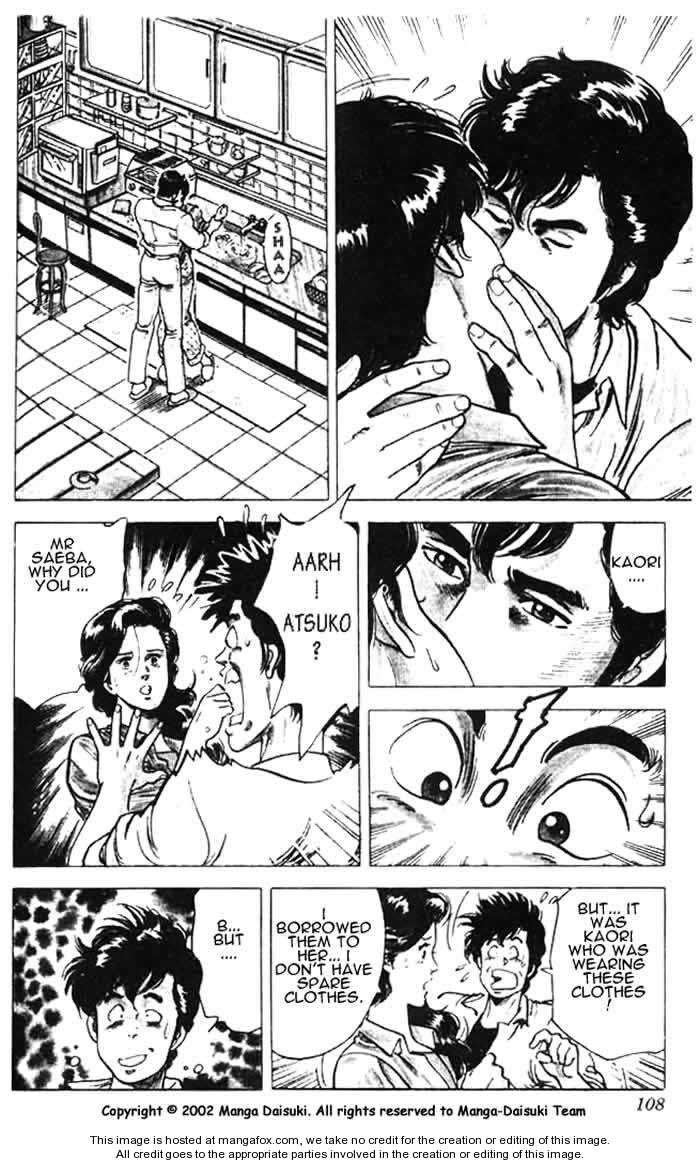 SHAA
KAORI
....
MR
SAEBA,
WHY DID
YOU ...
AARH
!
ATSUKO
?
!
BUT... IT
WAS
KAORI
WHO WAS
WEARING
THESE
CLOTHES
!
I
BORROWED
THEM TO
HER... I
DON'T HAVE
SPARE
CLOTHES.
B...
BUT
....
108
Copyright © 2002 Manga Daisuki. All rights reserved to Manga-Daisuki Team
This image is hosted at mangafox.com, we take no credit for the creation or editing of this image.
All credit goes to the appropriate parties involved in the creation or editing of this image.